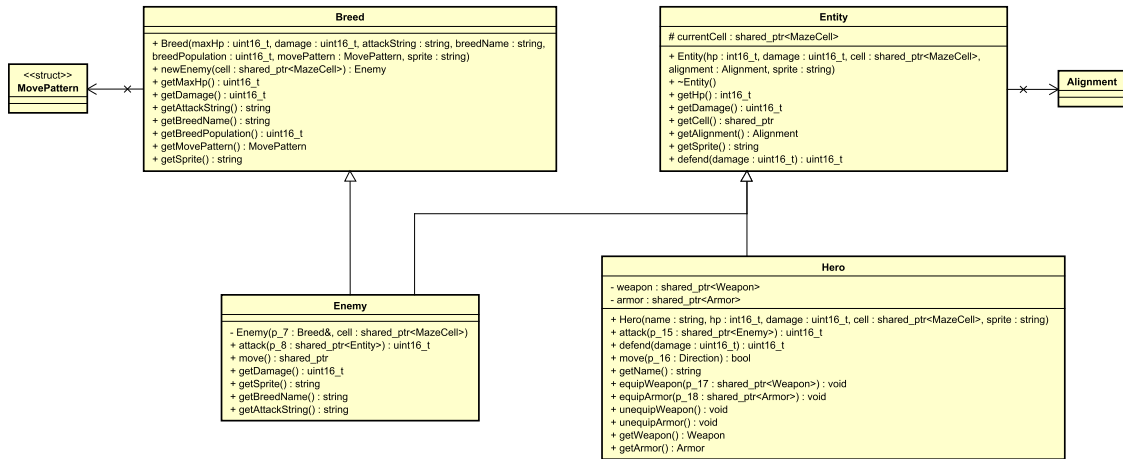 Breed
+ Breed(maxHp : uint16_t, damage : uint16_t, attackString : string, breedName : string,
breedPopulation : uint16_t, movePattern : MovePattern, sprite : string)
+ newEnemy(cell : shared_ptr<MazeCell>) : Enemy
+ getMaxHp() : uint16_t
+ getDamage() : uint16_t
+ getAttackString() : string
+ getBreedName() : string
+ getBreedPopulation() : uint16_t
+ getMovePattern() : MovePattern
+ getSprite() : string
<<struct>>
MovePattern
Entity
# currentCell : shared_ptr<MazeCell>
+ Entity(hp : int16_t, damage : uint16_t, cell : shared_ptr<MazeCell>,
alignment : Alignment, sprite : string)
+ ~Entity()
+ getHp() : int16_t
+ getDamage() : uint16_t
+ getCell() : shared_ptr
+ getAlignment() : Alignment
+ getSprite() : string
+ defend(damage : uint16_t) : uint16_t
Alignment
Enemy
- Enemy(p_7 : Breed&, cell : shared_ptr<MazeCell>)
+ attack(p_8 : shared_ptr<Entity>) : uint16_t
+ move() : shared_ptr
+ getDamage() : uint16_t
+ getSprite() : string
+ getBreedName() : string
+ getAttackString() : string
Hero
- weapon : shared_ptr<Weapon>
- armor : shared_ptr<Armor>
+ Hero(name : string, hp : int16_t, damage : uint16_t, cell : shared_ptr<MazeCell>, sprite : string)
+ attack(p_15 : shared_ptr<Enemy>) : uint16_t
+ defend(damage : uint16_t) : uint16_t
+ move(p_16 : Direction) : bool
+ getName() : string
+ equipWeapon(p_17 : shared_ptr<Weapon>) : void
+ equipArmor(p_18 : shared_ptr<Armor>) : void
+ unequipWeapon() : void
+ unequipArmor() : void
+ getWeapon() : Weapon
+ getArmor() : Armor